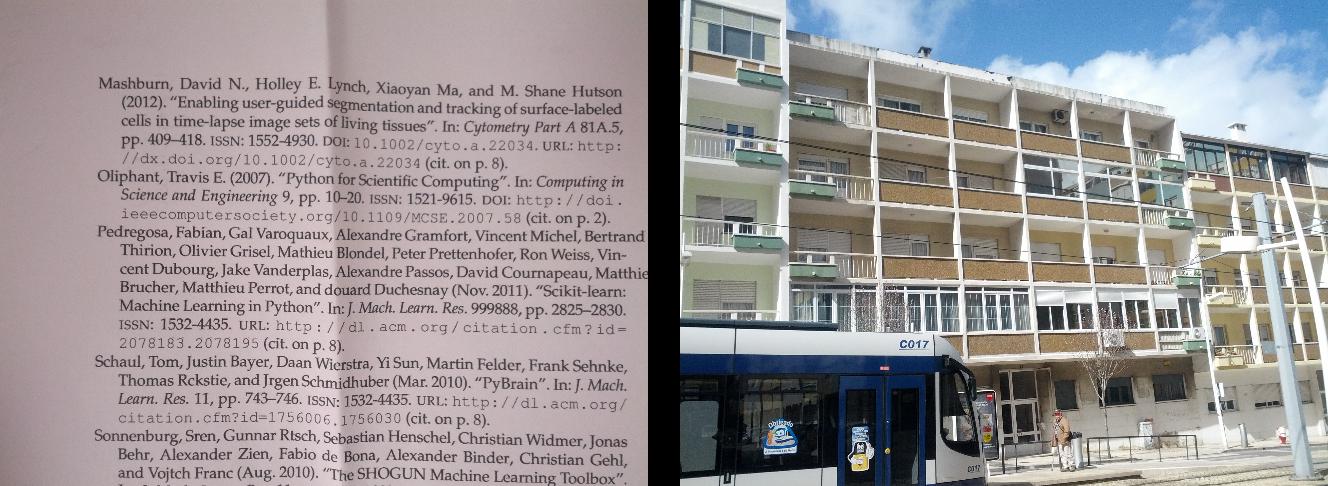 Mashburn, David N., Holley E. Lynch, Xiaoyan Ma, and M. Shane Hutson
(2012). “Enabling user-guided segmentation and tracking of surface-labeled
cells in time-lapse image sets of living tissues”. In: Cytometry Part A 81A.5,
pp. 409–418. ISSN: 1552-4930. DOI: 10.1002/cyto.a.22034. URL: http:
//dx.doi.org/10.1002/cyto.a.22034 (cit. on p. 8).
Oliphant, Travis E. (2007). “Python for Scientific Computing”. In: Computing in
Science and Engineering 9, pp. 10–20. ISSN: 1521-9615. DOI: http://doi.
ieeecomputersociety.org/10.1109/MCSE.2007.58 (cit. on p. 2).
Pedregosa, Fabian, Gal Varoquaux, Alexandre Gramfort, Vincent Michel, Bertrand
Thirion, Olivier Grisel, Mathieu Blondel, Peter Prettenhofer, Ron Weiss, Vin-
cent Dubourg, Jake Vanderplas, Alexandre Passos, David Cournapeau, Matthie
Brucher, Matthieu Perrot, and douard Duchesnay (Nov. 2011). “Scikit-learn:
Machine Learning in Python”. In: J. Mach. Learn. Res. 999888, pp. 2825–2830.
ISSN: 1532-4435. URL: http://dl.acm.org/citation.cfm?id=
2078183.2078195 (cit. on p. 8).
Schaul, Tom, Justin Bayer, Daan Wierstra, Yi Sun, Martin Felder, Frank Sehnke,
Thomas Rckstie, and Jrgen Schmidhuber (Mar. 2010). “PyBrain”. In: J. Mach.
Learn. Res. 11, pp. 743–746. ISSN: 1532-4435. URL: http://dl.acm.org/
citation.cfm?id=1756006.1756030 (cit. on p. 8).
Sonnenburg, Sren, Gunnar Rtsch, Sebastian Henschel, Christian Widmer, Jonas
Behr, Alexander Zien, Fabio de Bona, Alexander Binder, Christian Gehl,
and Vojtch Franc (Aug. 2010). “The SHOGUN Machine Learning Toolbox”.
C017
Obrigado
C017